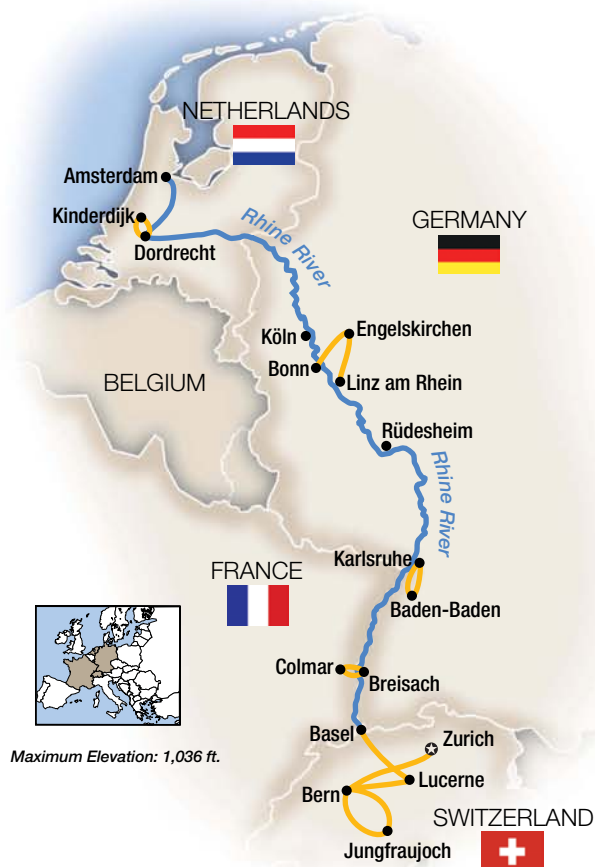 NETHERLANDS
Amsterdam
Kinderdijk
Dordrecht
Rhine River
GERMANY
Köln
Engelskirchen
Bonn
Linz am Rhein
BELGIUM
Rüdesheim
Rhine River
Karlsruhe
FRANCE
Baden-Baden
Colmar
Breisach
Basel
Zurich
Maximum Elevation: 1,036 ft.
Lucerne
Bern
SWITZERLAND
Jungfraujoch